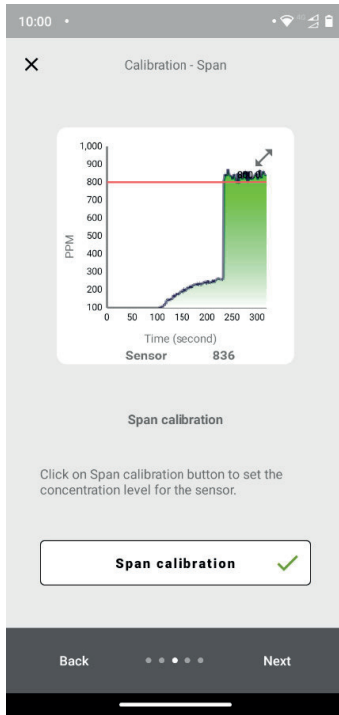 10:00
4G
Calibration - Span
1,000
900
800
700
600
500
400
300
200
100
PPM
0 50 100 150 200 250 300
Time (second)
Sensor 836
Span calibration
Click on Span calibration button to set the
concentration level for the sensor.
Span calibration
Back Next